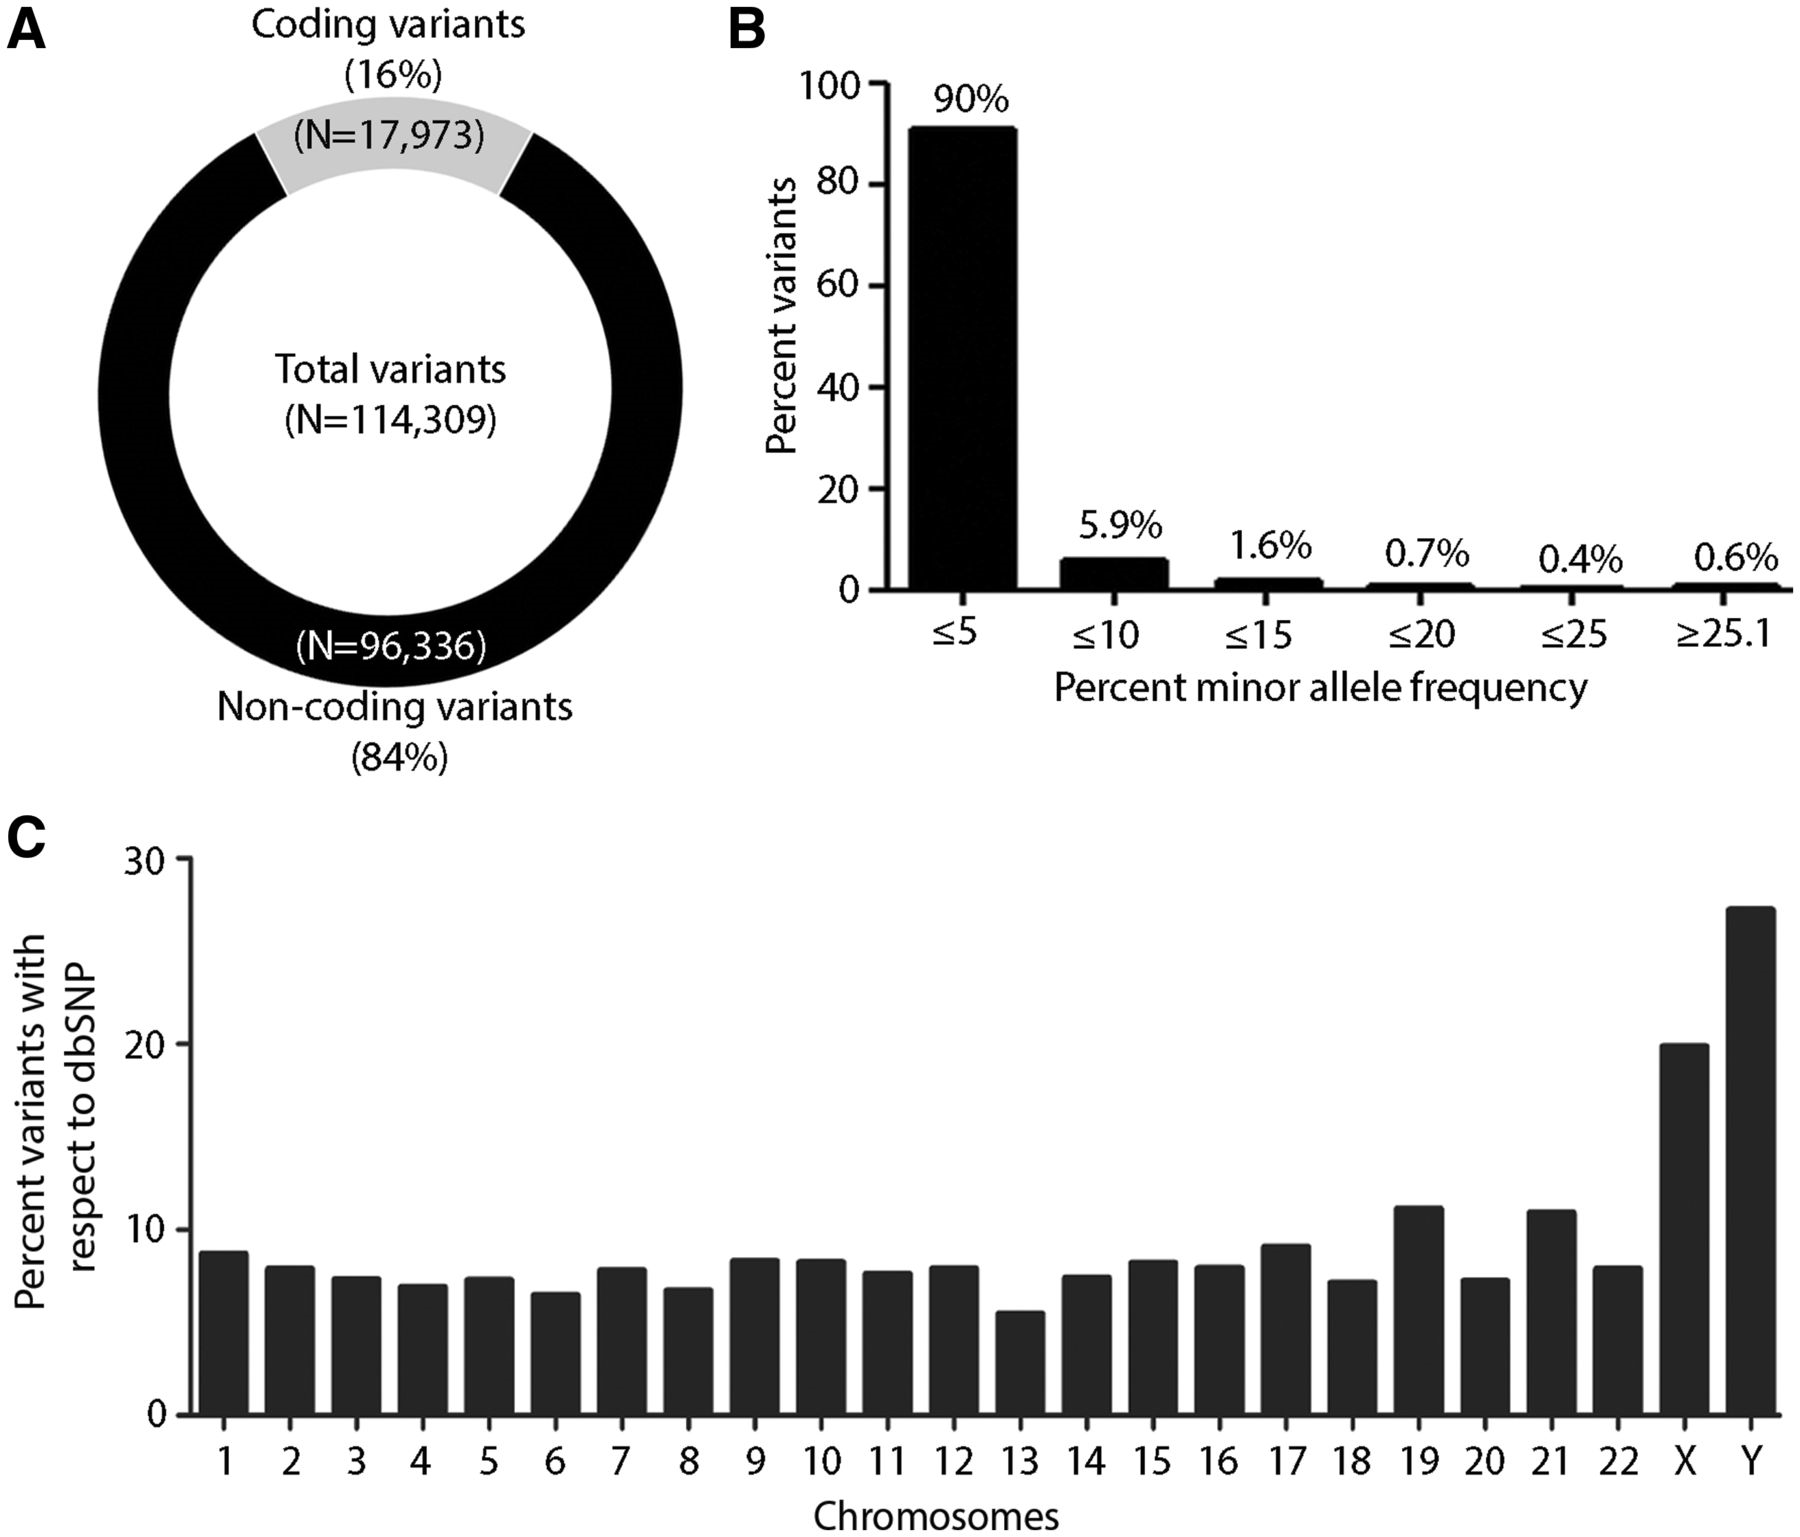 A
Coding variants
(16%)
(N=17,973)
Total variants
(N=114,309)
(N=96,336)
Non-coding variants
(84%)
B
Percent variants
100
80
60
40
20
0
90%
5.9%
1.6%
0.7%
0.4%
0.6%
≤5 ≤10 ≤15 ≤20 ≤25 ≥25.1
Percent minor allele frequency
C
Percent variants with
respect to dbSNP
30
20
10
0
1 2 3 4 5 6 7 8 9 10 11 12 13 14 15 16 17 18 19 20 21 22 X Y
Chromosomes